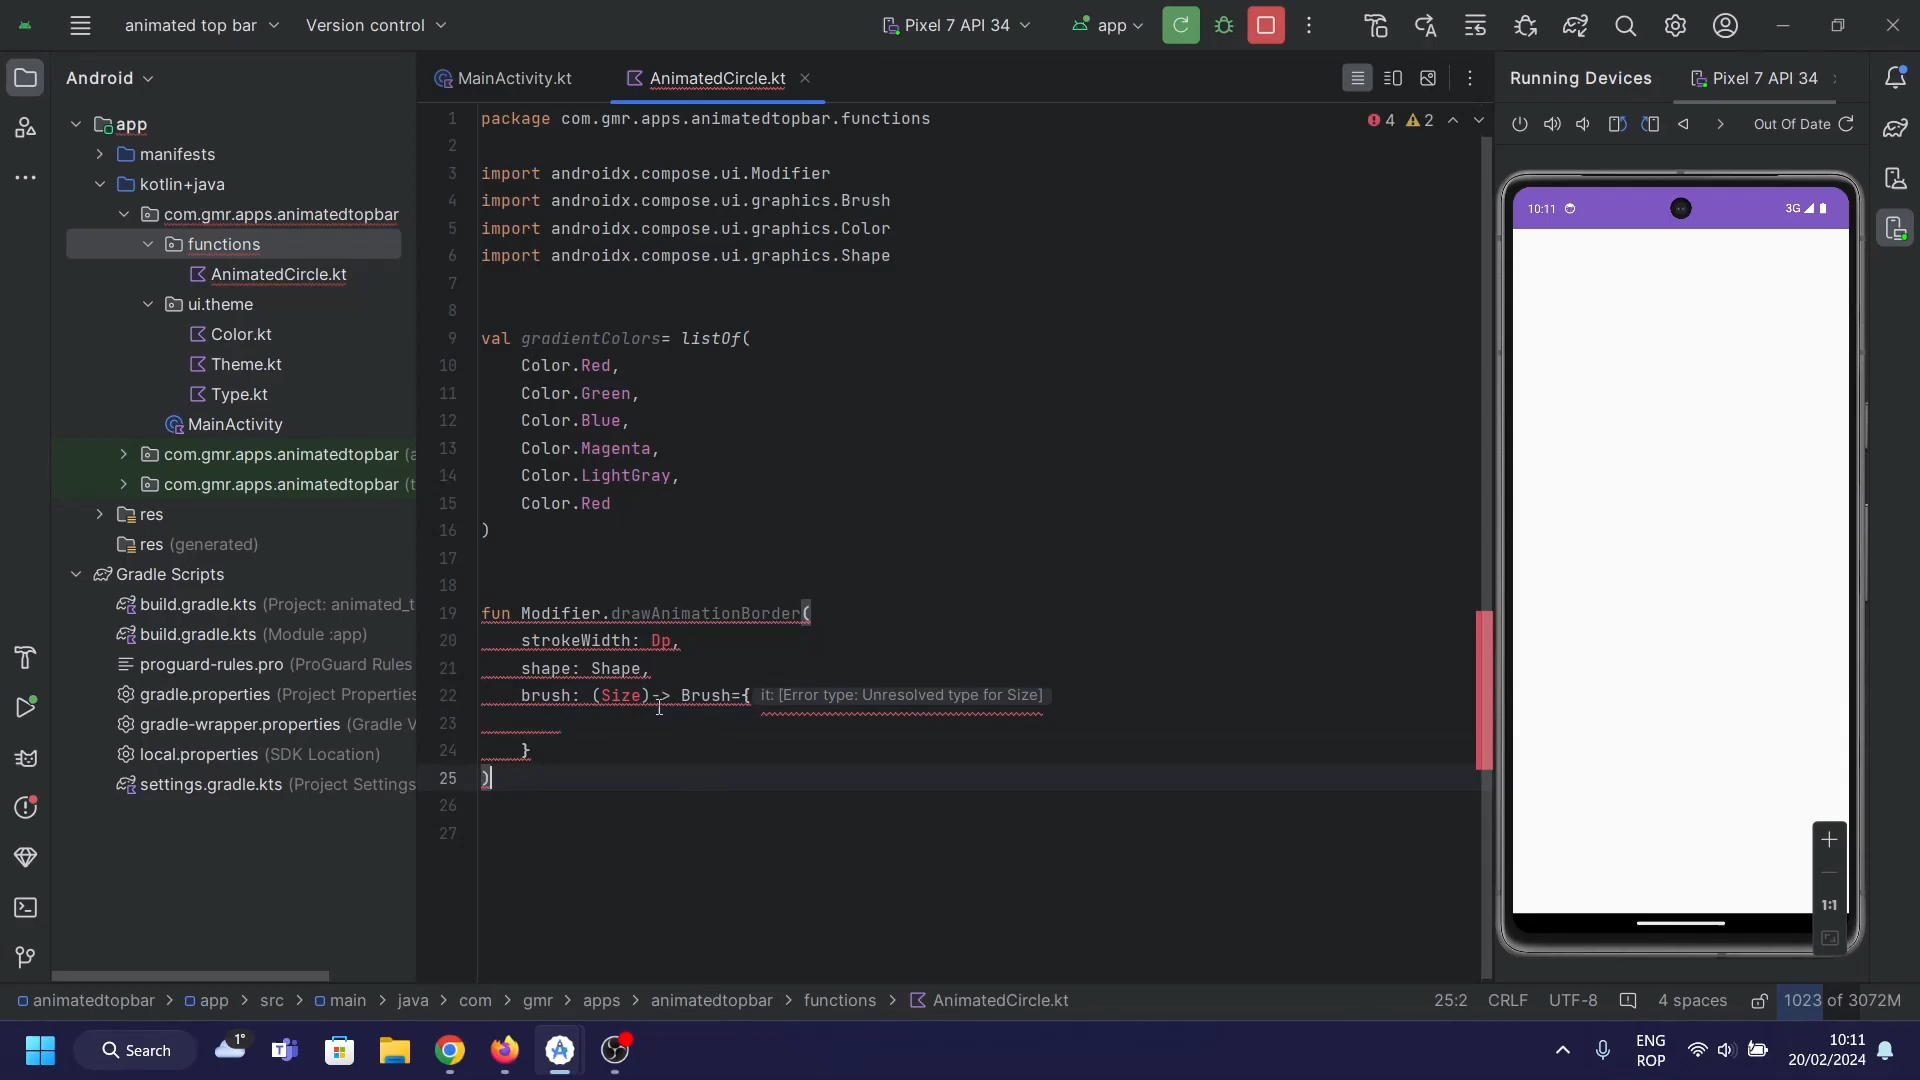 animated top bar
Version control
Pixel 7 API 34
app
Android
MainActivity.kt
AnimatedCircle.kt
Running Devices
Pixel 7 API 34
Out Of Date
app
manifests
kotlin+java
com.gmr.apps.animatedtopbar
functions
AnimatedCircle.kt
ui.theme
Color.kt
Theme.kt
Type.kt
MainActivity
com.gmr.apps.animatedtopbar (a
com.gmr.apps.animatedtopbar (t
res
res (generated)
Gradle Scripts
build.gradle.kts (Project: animated_t
build.gradle.kts (Module :app)
proguard-rules.pro (ProGuard Rules
gradle.properties (Project Properties
gradle-wrapper.properties (Gradle V
local.properties (SDK Location)
settings.gradle.kts (Project Settings
1 package com.gmr.apps.animatedtopbar.functions
4 2
2
3 import androidx.compose.ui.Modifier
4 import androidx.compose.ui.graphics.Brush
5 import androidx.compose.ui.graphics.Color
6 import androidx.compose.ui.graphics.Shape
7
8
9 val gradientColors= listOf(
10 Color.Red,
11 Color.Green,
12 Color.Blue,
13 Color.Magenta,
14 Color.LightGray,
15 Color.Red
16 )
17
18
19 fun Modifier.drawAnimationBorder(
20 strokeWidth: Dp,
21 shape: Shape,
22 brush: (Size)-> Brush={ it: [Error type: Unresolved type for Size]
23
24 }
25 )
26
27
10:11
3G
1:1
animatedtopbar > app > src > main > java > com > gmr > apps > animatedtopbar > functions > AnimatedCircle.kt
25:2 CRLF UTF-8 4 spaces 1023 of 3072M
Search
1°
ENG
ROP
10:11
20/02/2024